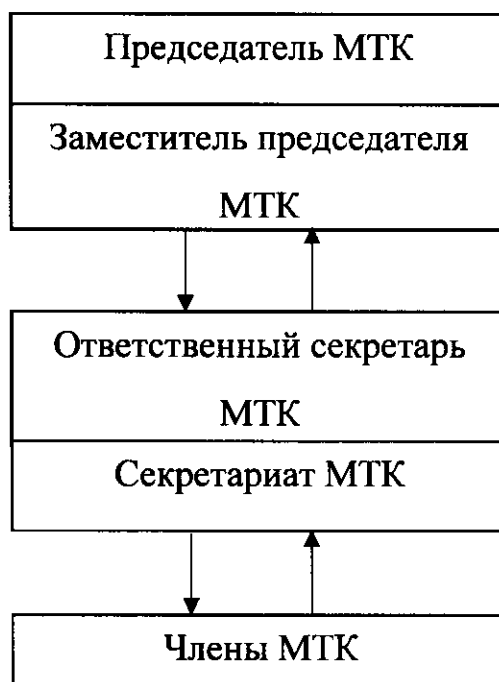 Председатель МТК
Заместитель председателя
МТК
Ответственный секретарь
МТК
Секретариат МТК
Члены МТК